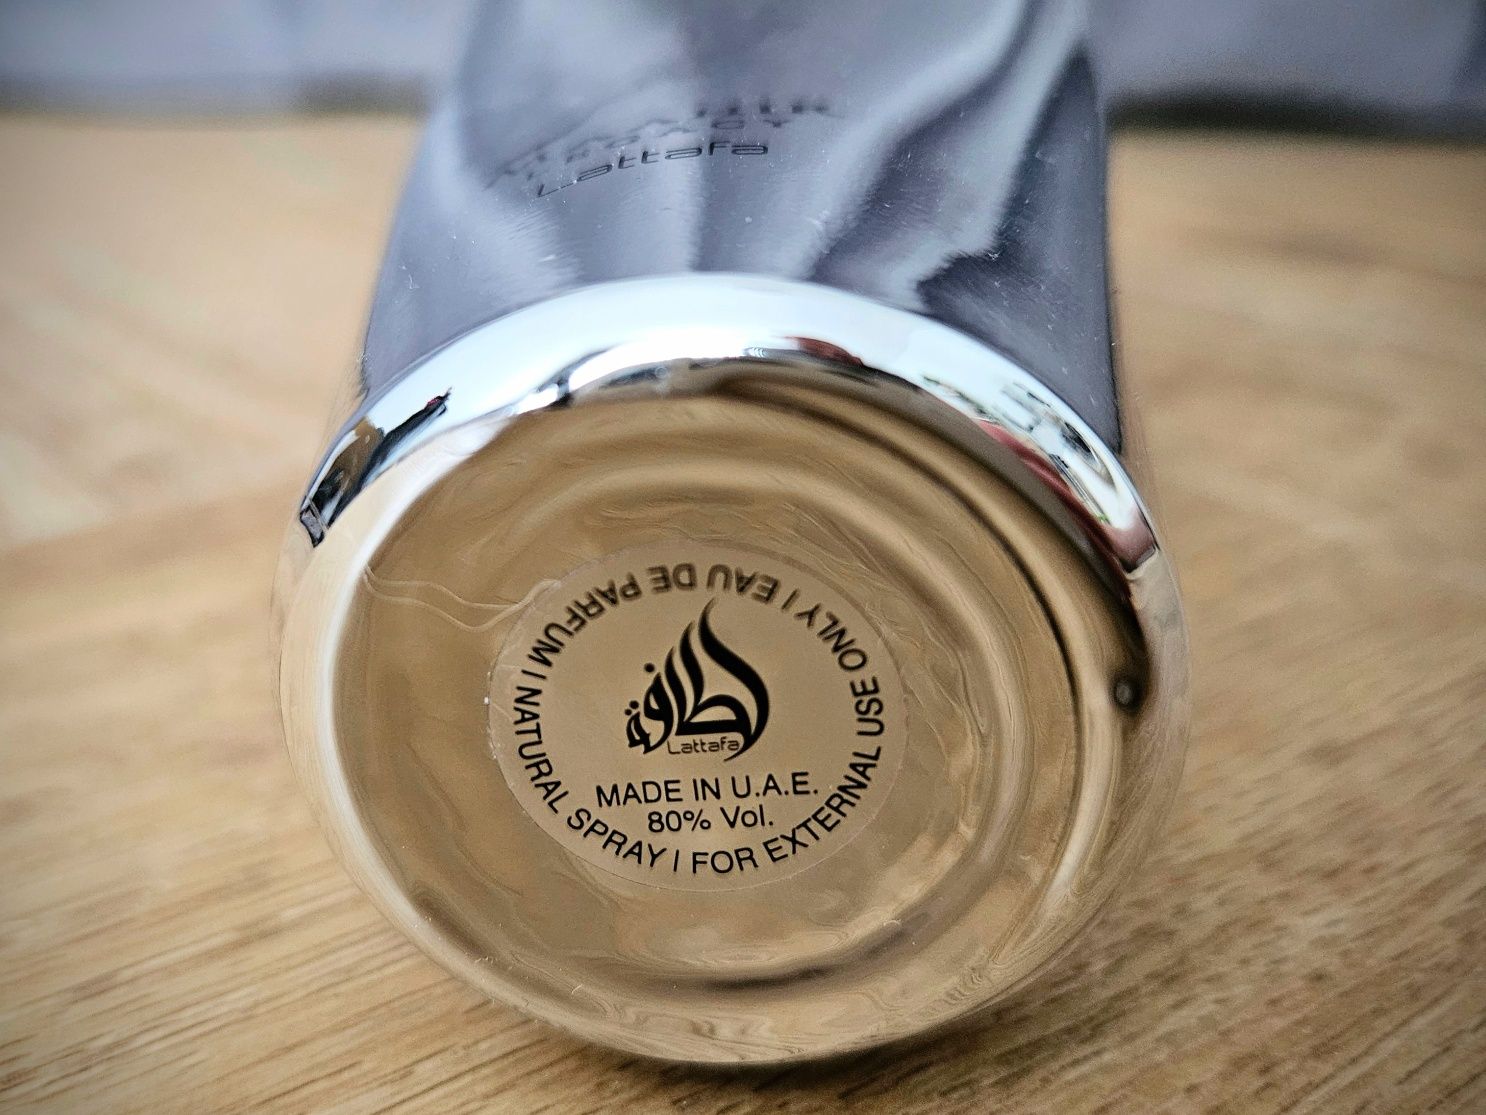 Lattafa
لطافة
Lattafa
MADE IN U.A.E.
80% Vol.
EAU DE PARFUM | NATURAL SPRAY | FOR EXTERNAL USE ONLY |